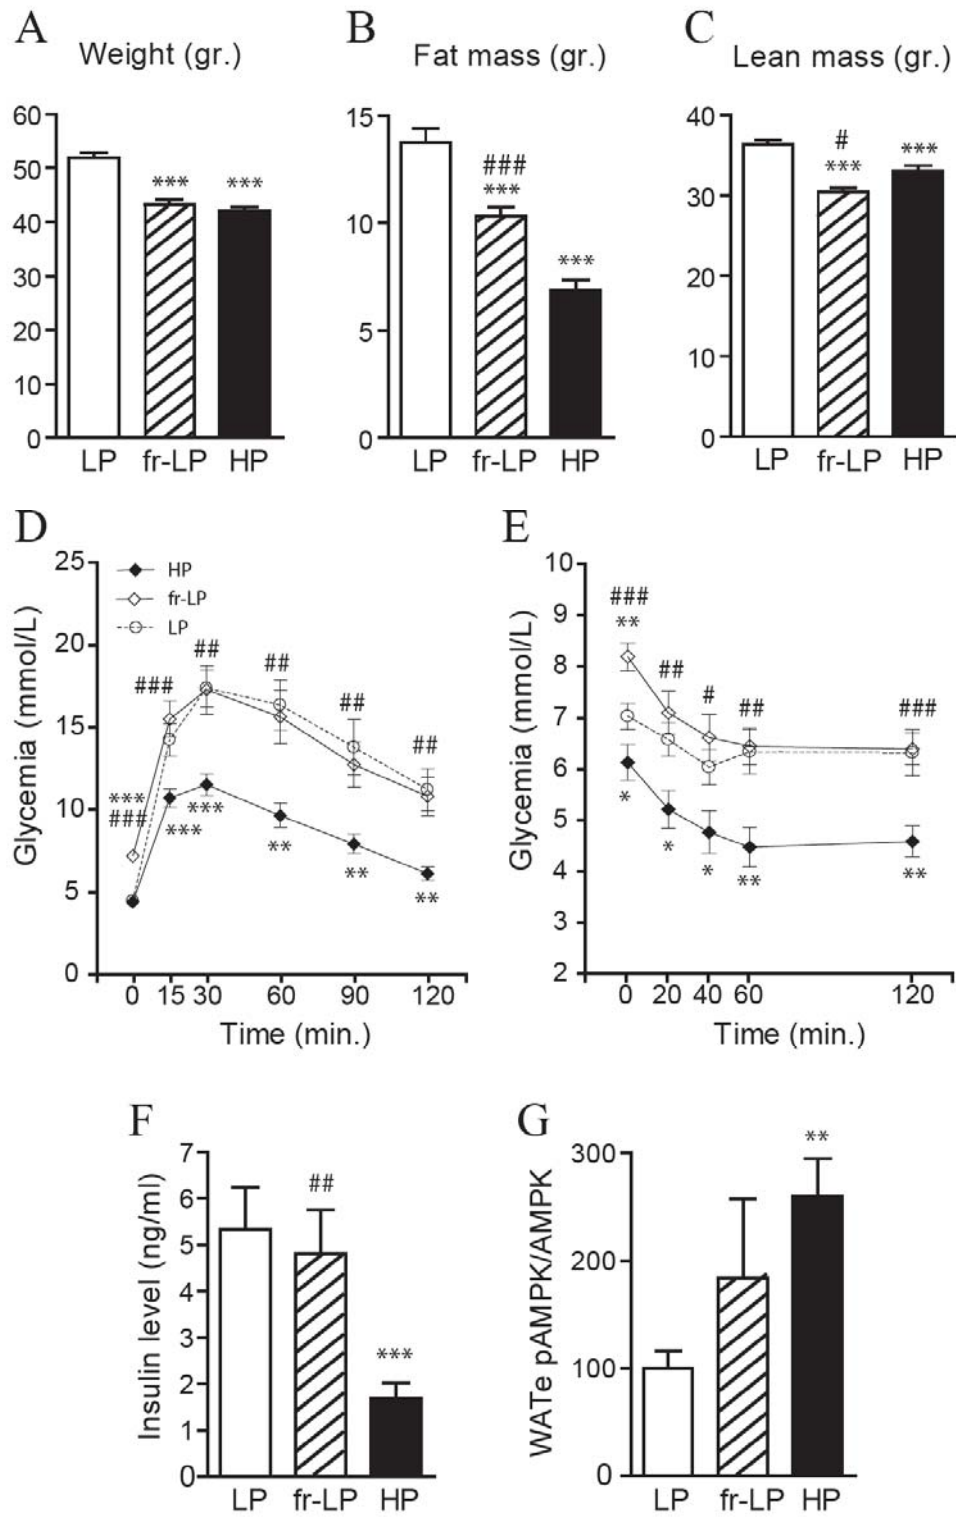 A
Weight (gr.)
60
50
40
30
20
10
0
***
***
LP fr-LP HP
B
Fat mass (gr.)
15
10
5
0
###
***
***
LP fr-LP HP
C
Lean mass (gr.)
40
30
20
10
0
#
***
***
LP fr-LP HP
D
Glycemia (mmol/L)
25
20
15
10
5
0
HP
fr-LP
LP
***
###
###
##
##
##
##
***
***
**
**
**
0 15 30 60 90 120
Time (min.)
E
Glycemia (mmol/L)
10
9
8
7
6
5
4
3
2
###
**
##
#
##
###
*
*
*
**
**
0 20 40 60 120
Time (min.)
F
Insulin level (ng/ml)
7
6
5
4
3
2
1
0
##
***
LP fr-LP HP
G
WATe pAMPK/AMPK
300
200
100
0
**
LP fr-LP HP